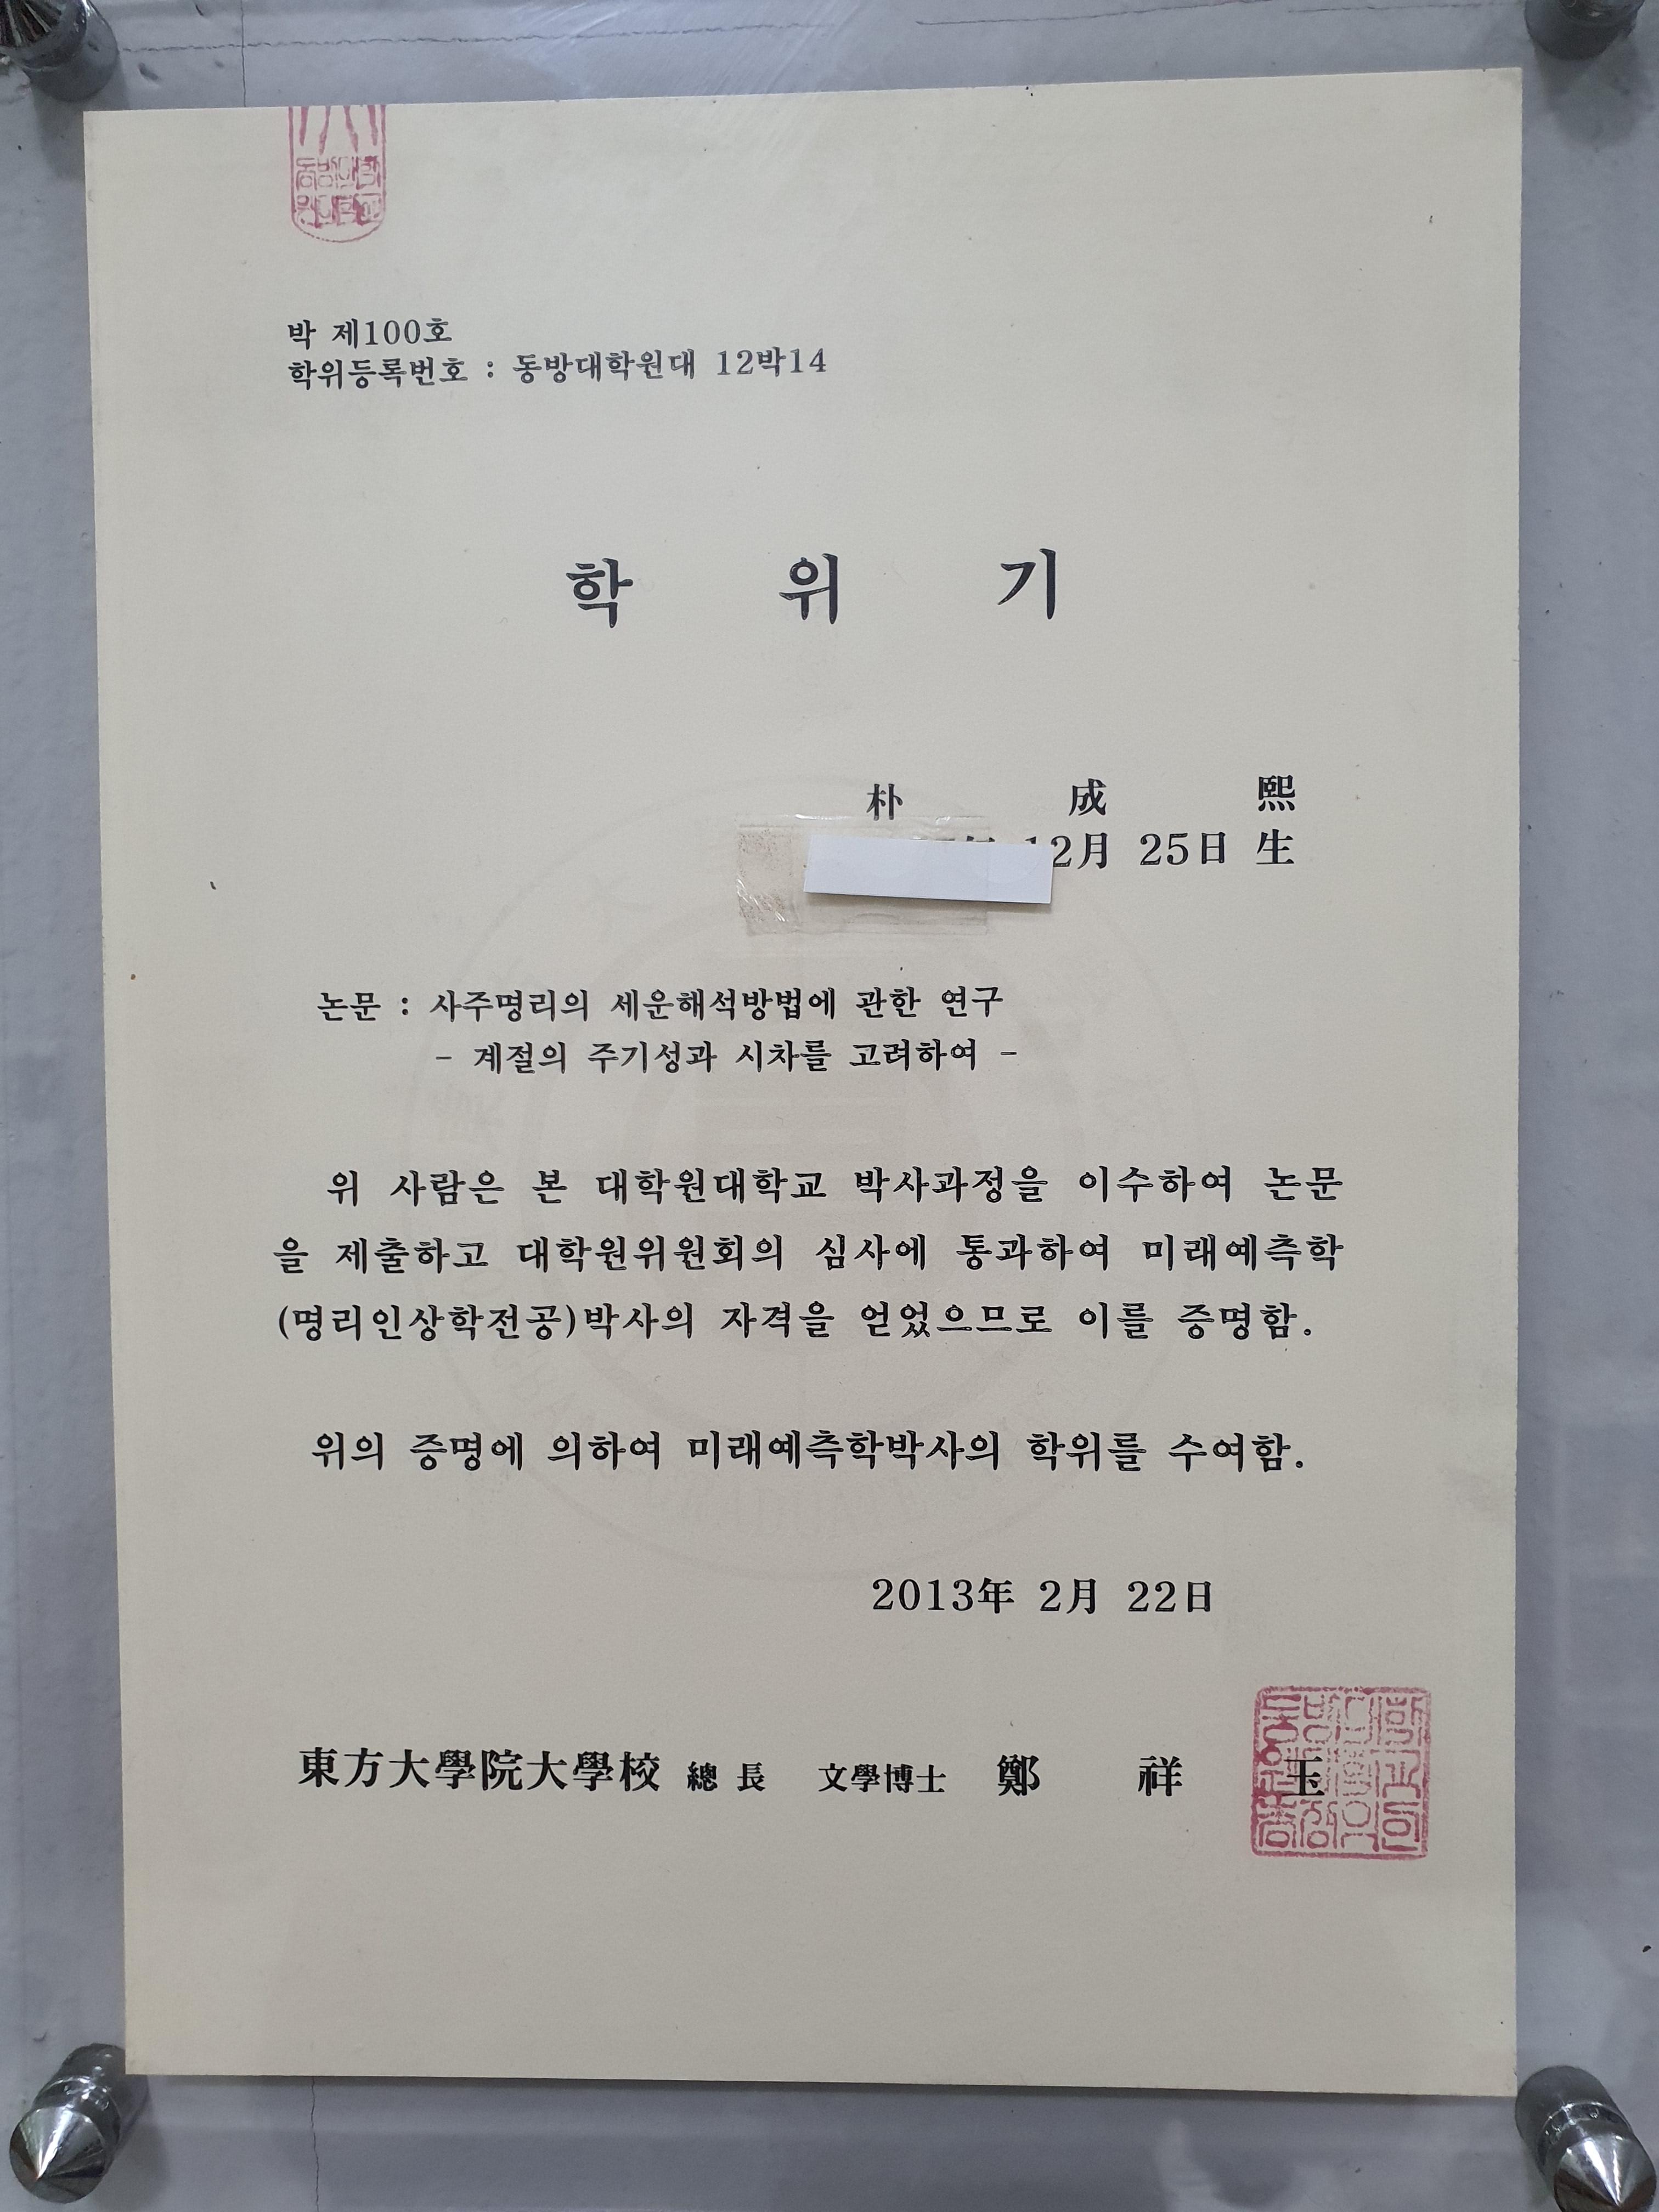 박 제100호
학위등록번호 : 동방대학원대 12박14
학 위 기
朴 成 熙
12月 25日 生
논문 : 사주명리의 세운해석방법에 관한 연구
- 계절의 주기성과 시차를 고려하여 -
위 사람은 본 대학원대학교 박사과정을 이수하여 논문
을 제출하고 대학원위원회의 심사에 통과하여 미래예측학
(명리인상학전공)박사의 자격을 얻었으므로 이를 증명함.
위의 증명에 의하여 미래예측학박사의 학위를 수여함.
2013年 2月 22日
東方大學院大學校 總長 文學博士 鄭 祥 玉